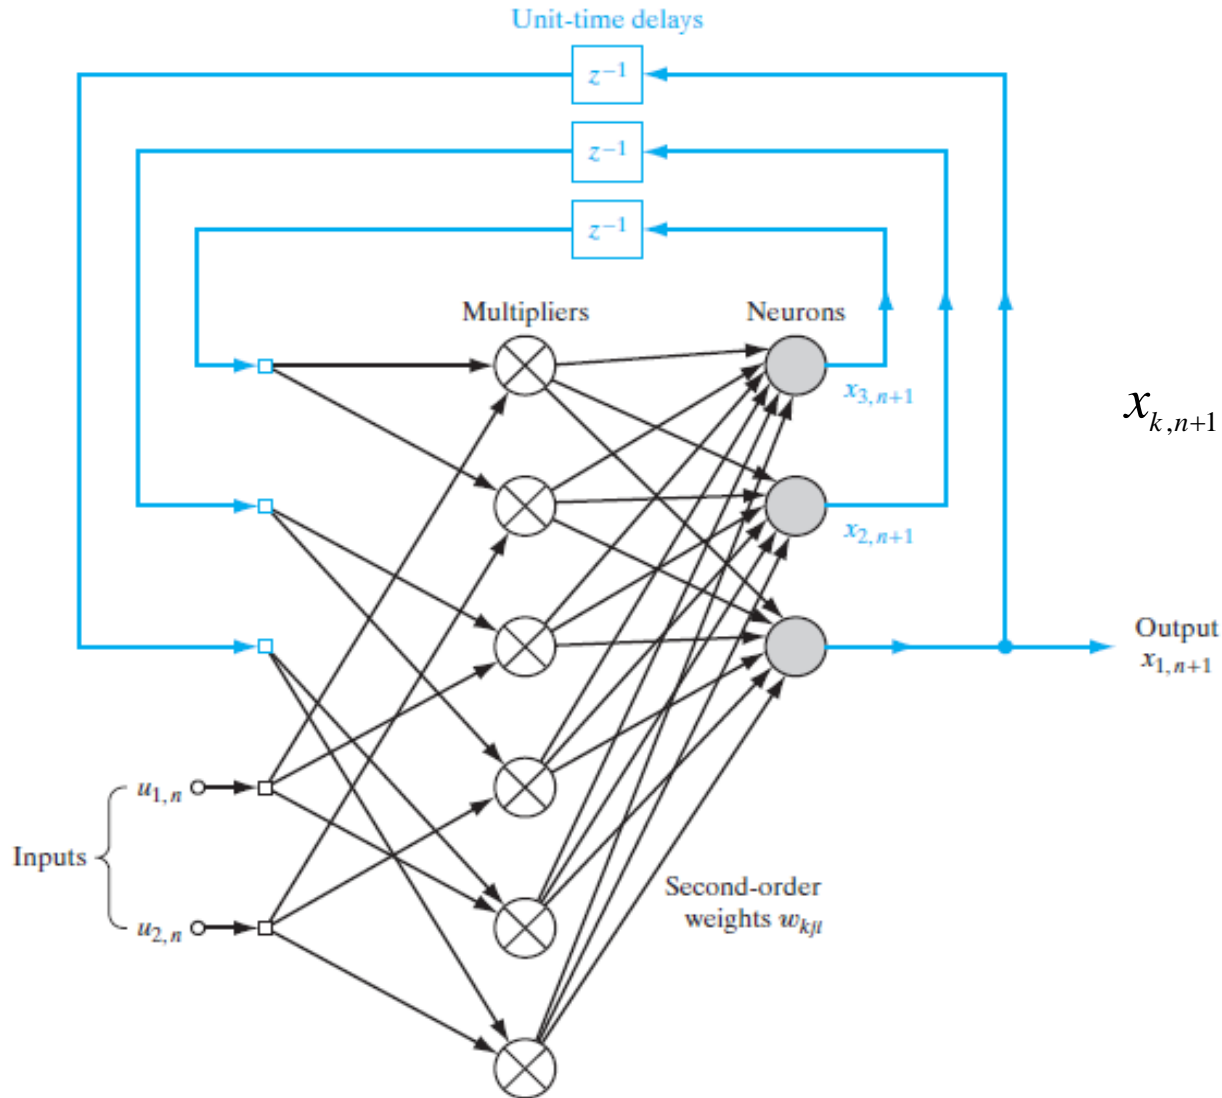 Unit-time delays
z⁻¹
z⁻¹
z⁻¹
Multipliers
Neurons
x₃,ₙ₊₁
xₖ,ₙ₊₁
x₂,ₙ₊₁
Output
x₁,ₙ₊₁
u₁,ₙ
Inputs
u₂,ₙ
Second-order
weights wₖⱼₗ